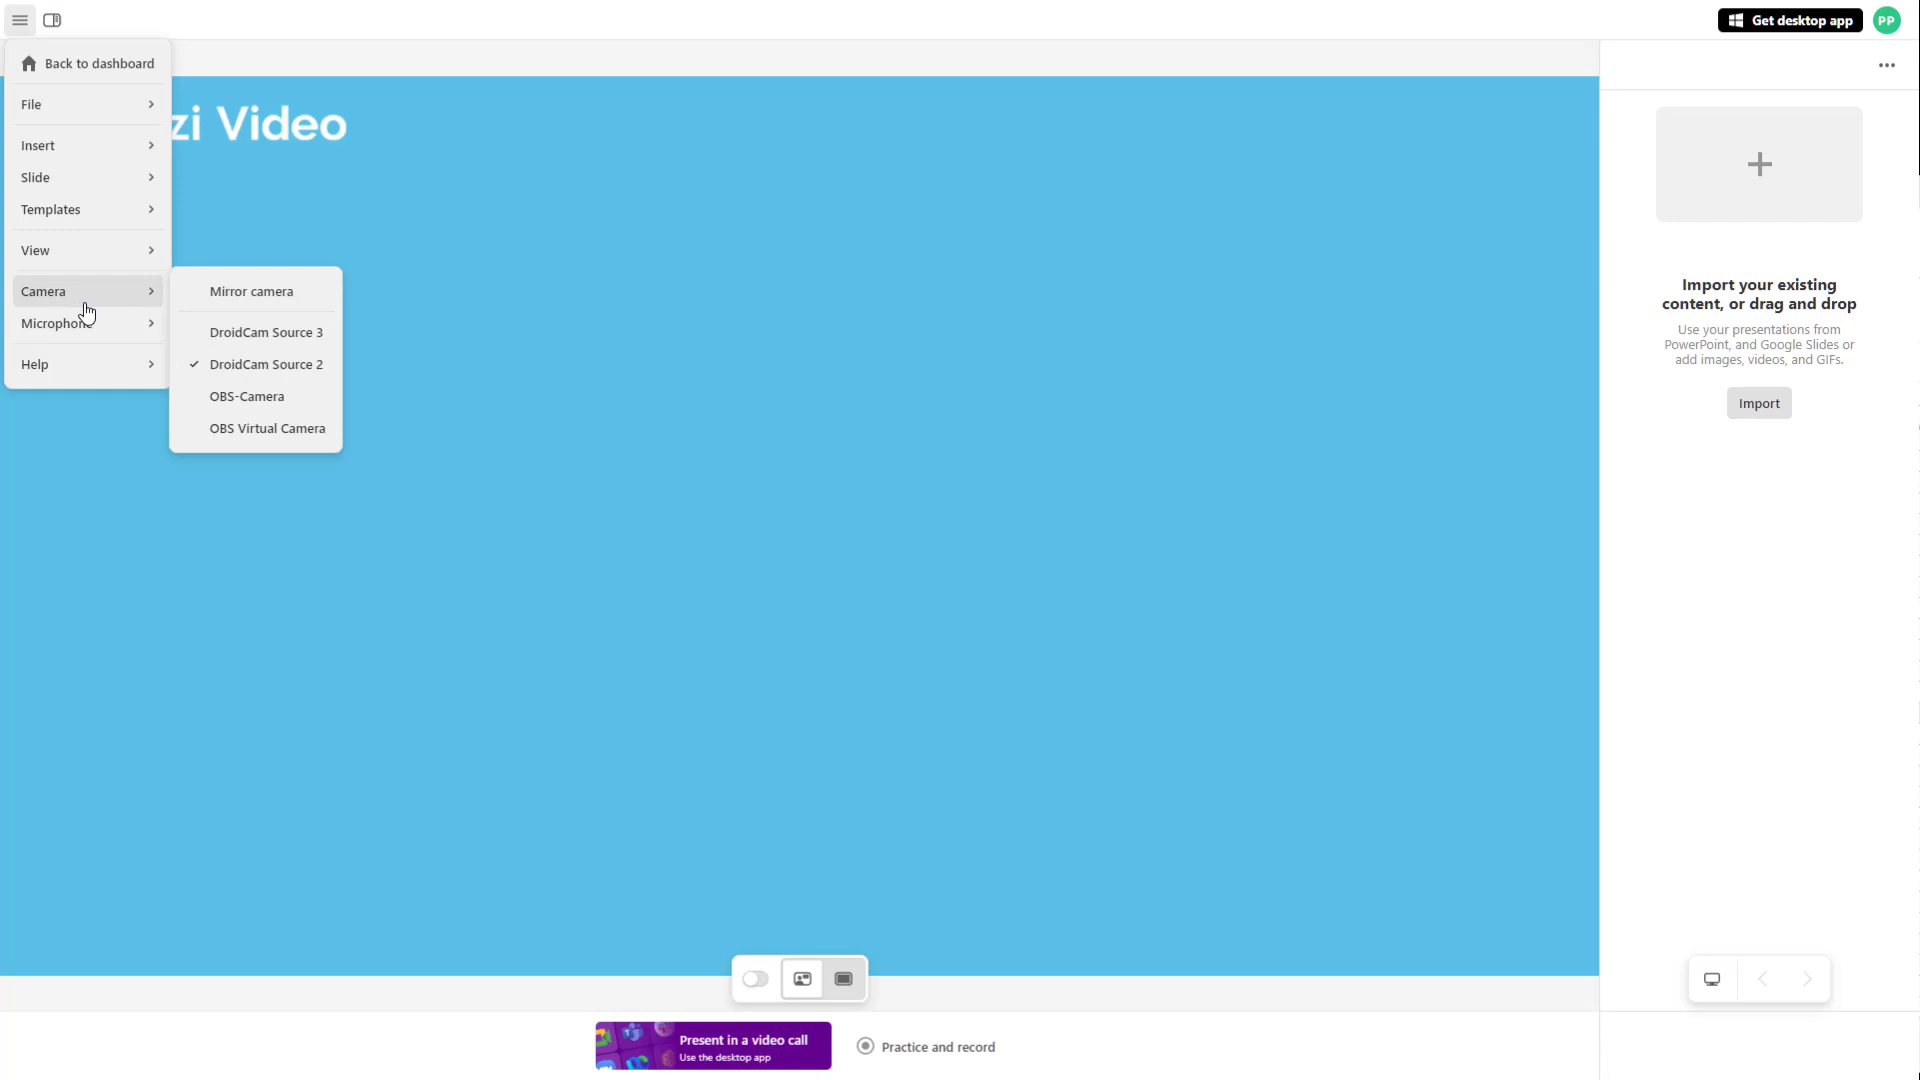 Get desktop app
PP
Back to dashboard
File
Insert
Slide
Templates
View
Camera
Microphone
Help
zi Video
Mirror camera
DroidCam Source 3
DroidCam Source 2
OBS-Camera
OBS Virtual Camera
Import your existing
content, or drag and drop
Use your presentations from
PowerPoint, and Google Slides or
add images, videos, and GIFs.
Import
Present in a video call
Use the desktop app
Practice and record